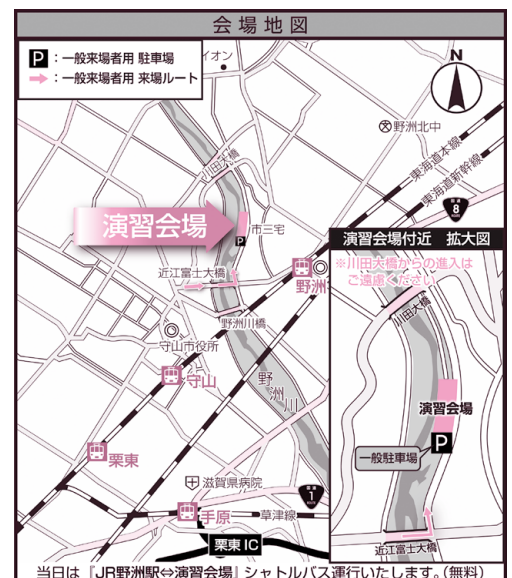 会場地図
P：一般来場者用 駐車場
：一般来場者用 来場ルート
イオン
N
野洲北中
川田大橋
東海道本線
東海道新幹線
国道
8
演習会場
市三宅
P
演習会場付近 拡大図
※川田大橋からの進入は
ご遠慮ください
近江富士大橋
野洲
野洲川橋
川田大橋
守山市役所
守山
野洲川
演習会場
P
一般駐車場
栗東
滋賀県病院
国道
1
手原
草津線
栗東 IC
近江富士大橋
当日は『JR野洲駅⇔演習会場』シャトルバス運行いたします。(無料)